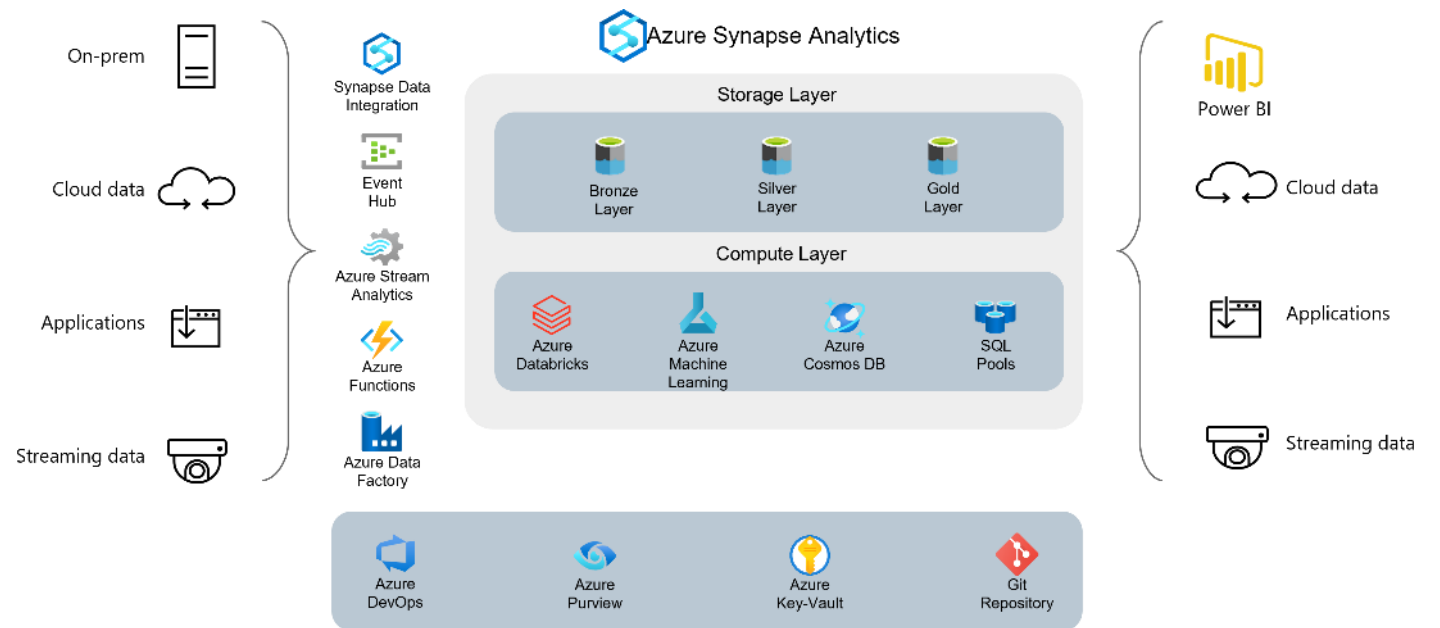 On-prem
Cloud data
Applications
Streaming data
Synapse Data
Integration
Event
Hub
Azure Stream
Analytics
Azure
Functions
Azure Data
Factory
Azure Synapse Analytics
Storage Layer
Bronze
Layer
Silver
Layer
Gold
Layer
Compute Layer
Azure
Databricks
Azure
Machine
Learning
Azure
Cosmos DB
SQL
Pools
Power BI
Cloud data
Applications
Streaming data
Azure
DevOps
Azure
Purview
Azure
Key-Vault
Git
Repository